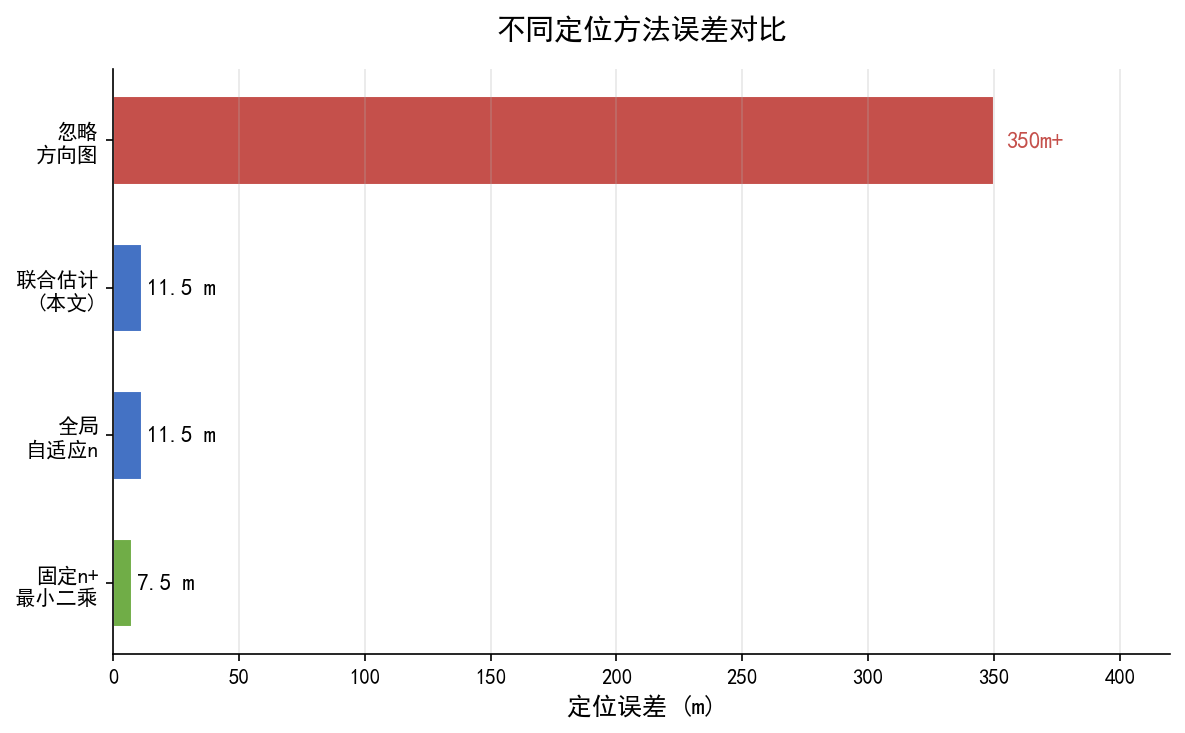 不同定位方法误差对比
忽略
方向图
350m+
联合估计
(本文)
11.5 m
全局
自适应n
11.5 m
固定n+
最小二乘
7.5 m
0 50 100 150 200 250 300 350 400
定位误差 (m)